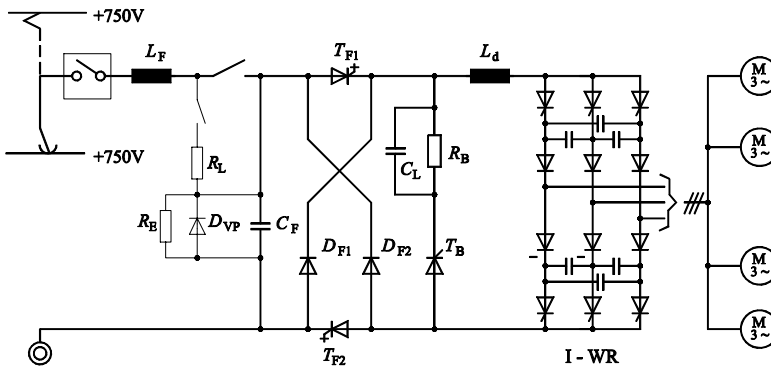 +750V
L_F
T_F1
L_d
M
3 ~
+750V
R_L
C_L
R_B
M
3 ~
R_E
D_VP
C_F
D_F1
D_F2
T_B
M
3 ~
T_F2
I - WR
M
3 ~